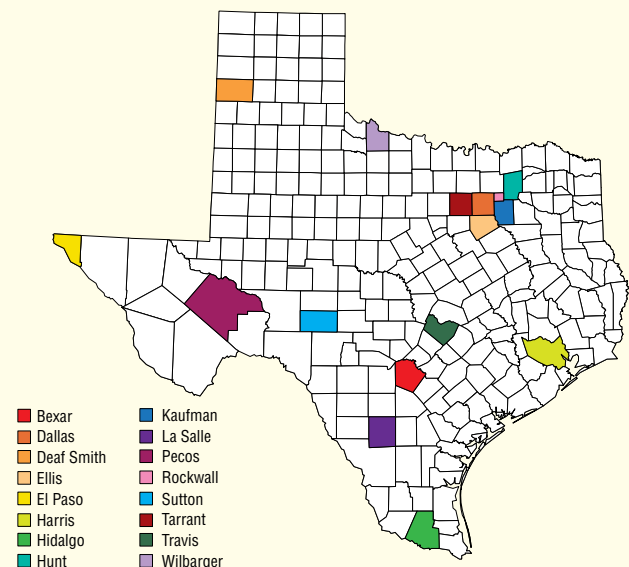 Bexar
Dallas
Deaf Smith
Ellis
El Paso
Harris
Hidalgo
Hunt
Kaufman
La Salle
Pecos
Rockwall
Sutton
Tarrant
Travis
Wilbarger